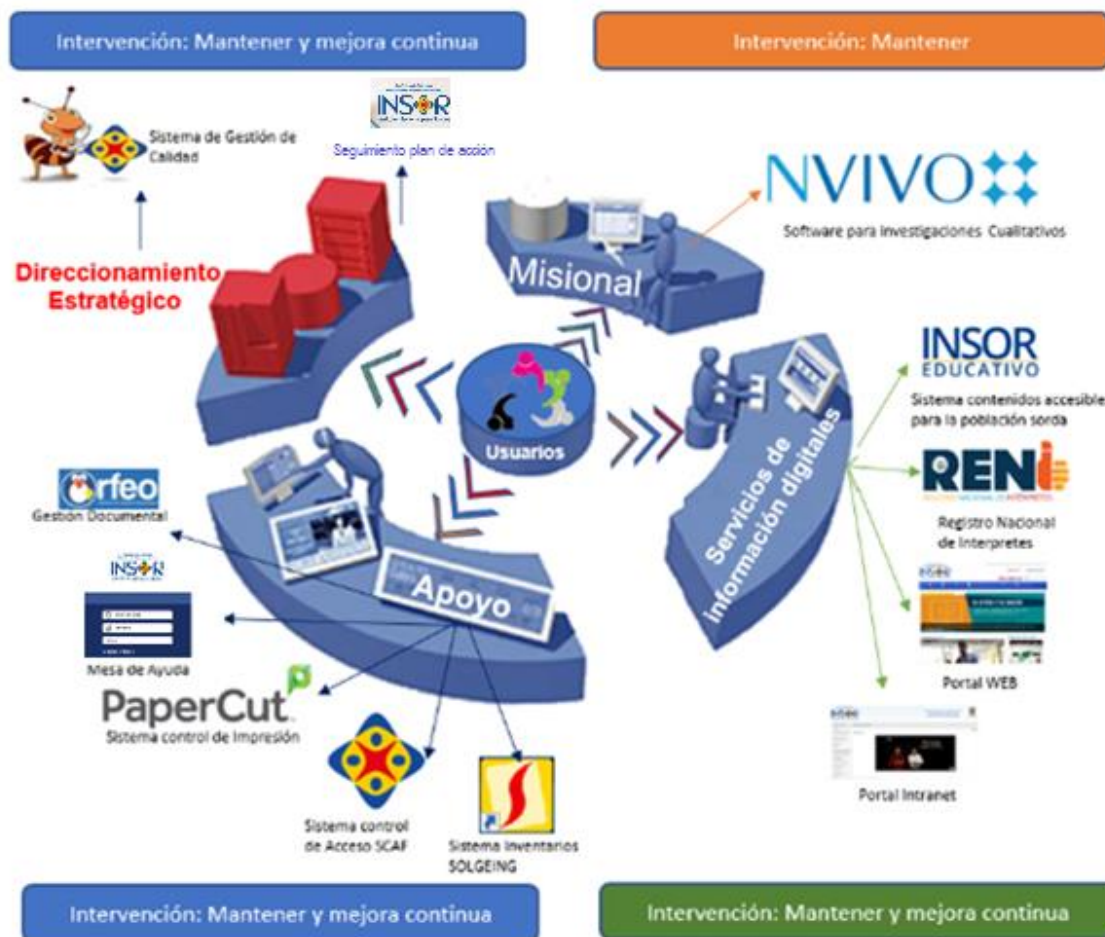 Intervención: Mantener y mejora continua
Intervención: Mantener
Sistema de Gestión de
Calidad
INSOR
Seguimiento plan de acción
NVIVO
Software para Investigaciones Cualitativos
Direccionamiento
Estratégico
Misional
INSOR
EDUCATIVO
Sistema contenidos accesible
para la población sorda
Usuarios
Servicios de
información digitales
Orfeo
Gestión Documental
RENI
REGISTRO NACIONAL DE INTÉRPRETES
Registro Nacional
de Interpretes
INSOR
Apoyo
Mesa de Ayuda
Portal WEB
PaperCut
Sistema control de Impresión
Portal Intranet
Sistema control
de Acceso SCAF
Sistema Inventarios
SOLGEING
Intervención: Mantener y mejora continua
Intervención: Mantener y mejora continua